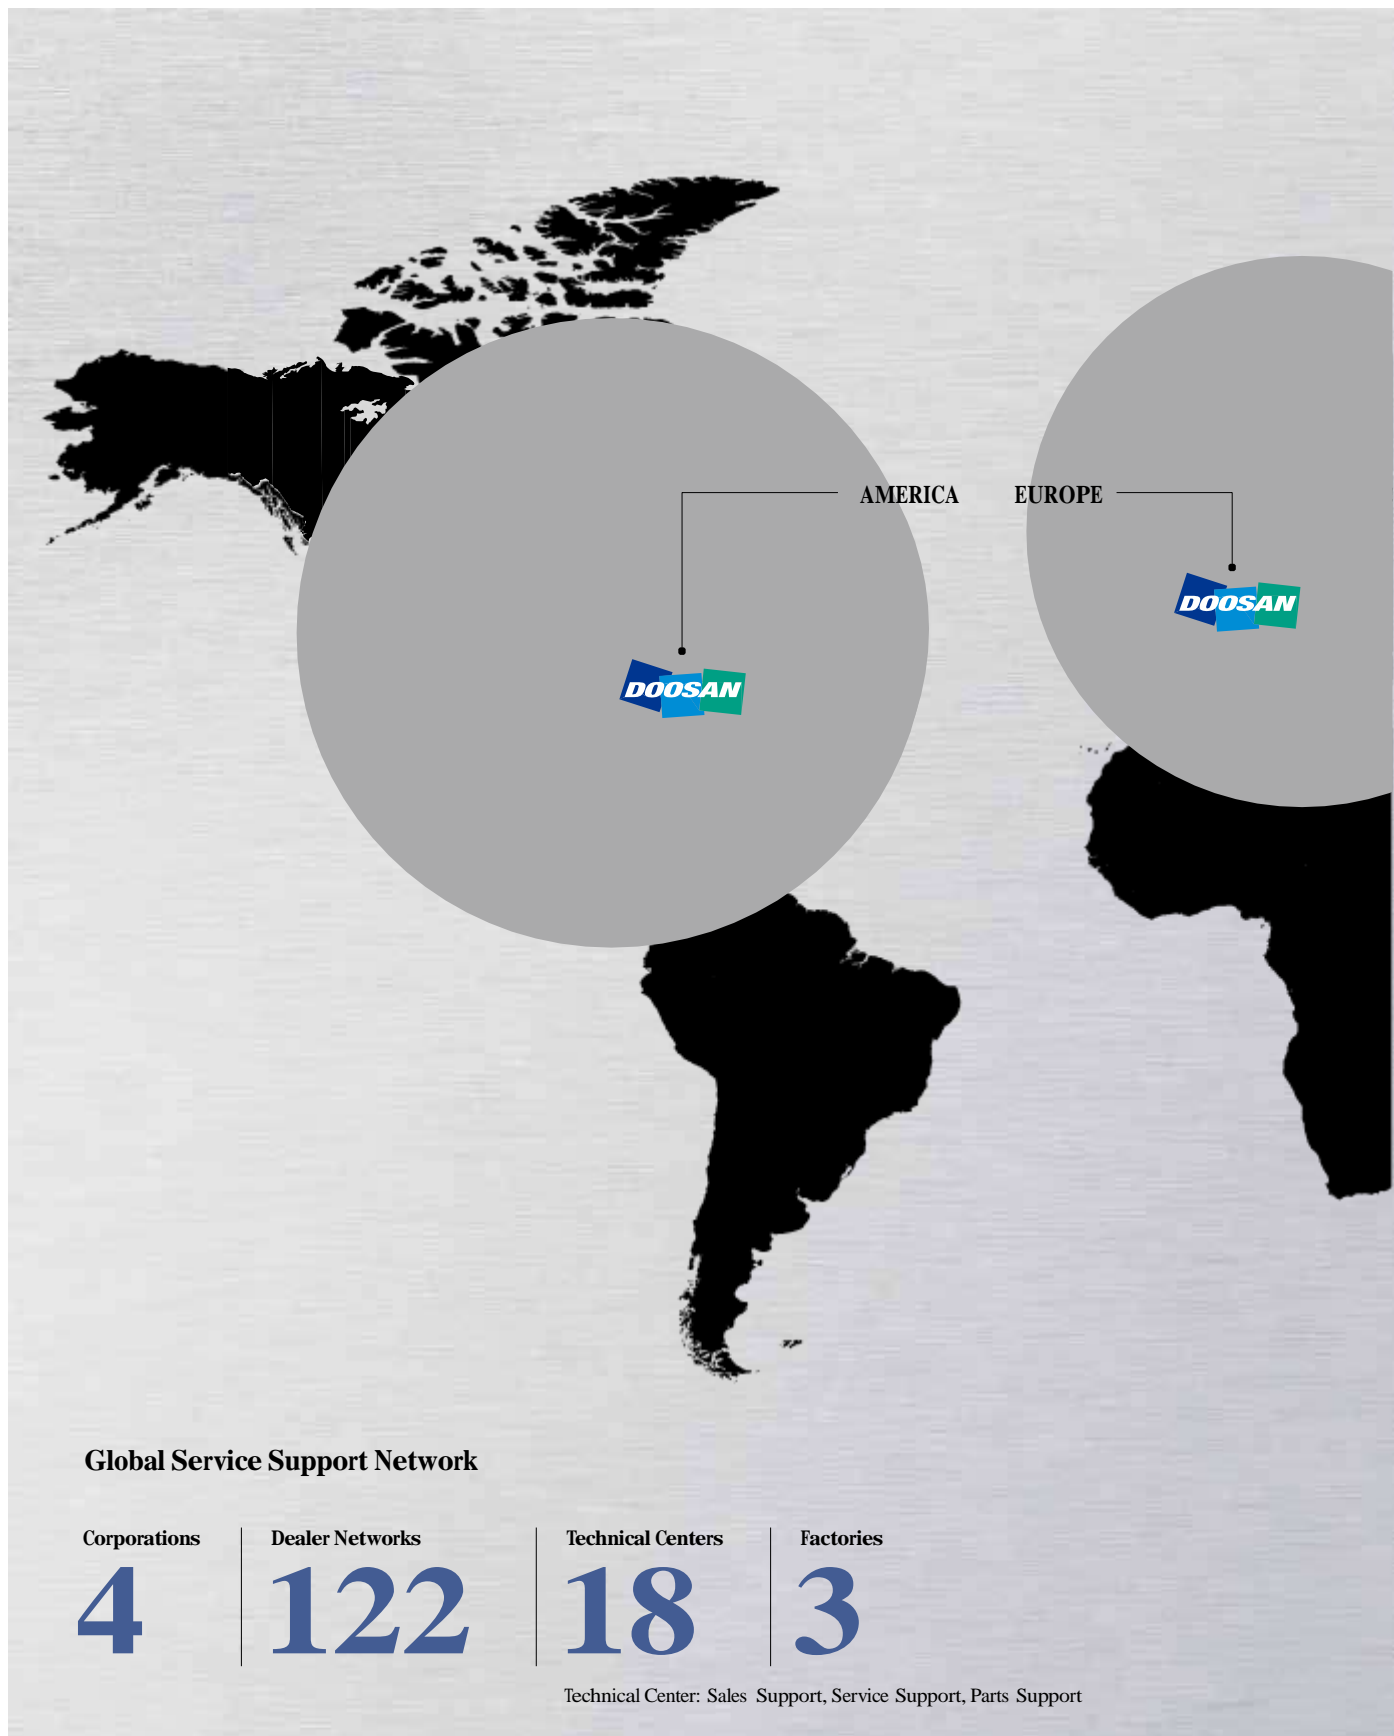 AMERICA
EUROPE
DOOSAN
DOOSAN
Global Service Support Network
Corporations
4
Dealer Networks
122
Technical Centers
18
Factories
3
Technical Center: Sales Support, Service Support, Parts Support